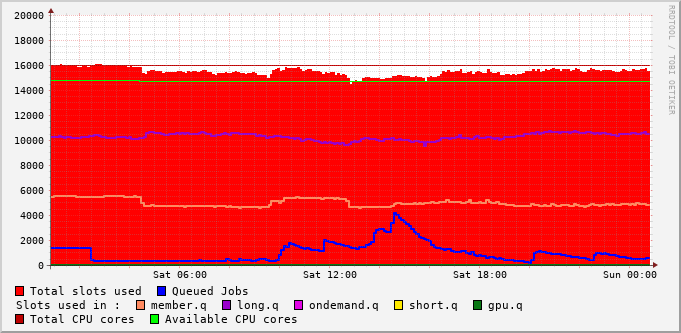 20000
18000
16000
14000
12000
10000
8000
6000
4000
2000
0
Sat 06:00 Sat 12:00 Sat 18:00 Sun 00:00
Total slots used Queued Jobs
Slots used in : member.q long.q ondemand.q short.q gpu.q
Total CPU cores Available CPU cores
RRDTOOL / TOBI OETIKER